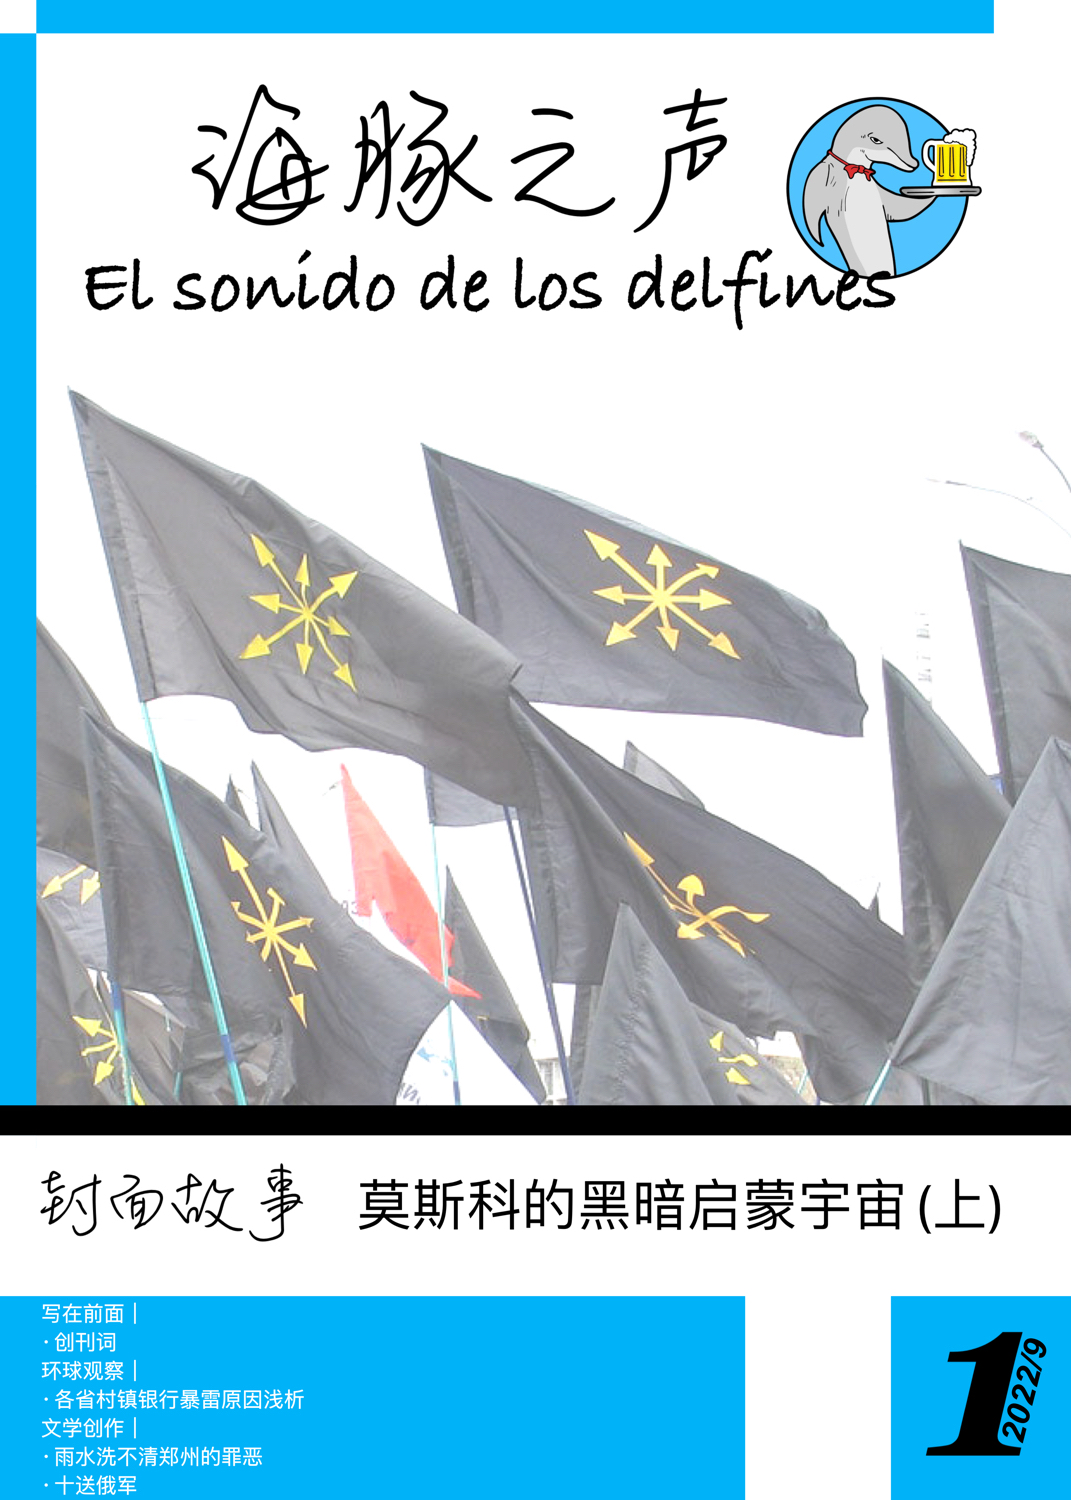 海豚之声
El sonido de los delfines
封面故事 莫斯科的黑暗启蒙宇宙(上)
写在前面｜
·创刊词
环球观察｜
·各省村镇银行暴雷原因浅析
文学创作｜
·雨水洗不清郑州的罪恶
·十送俄军
1
2022/9